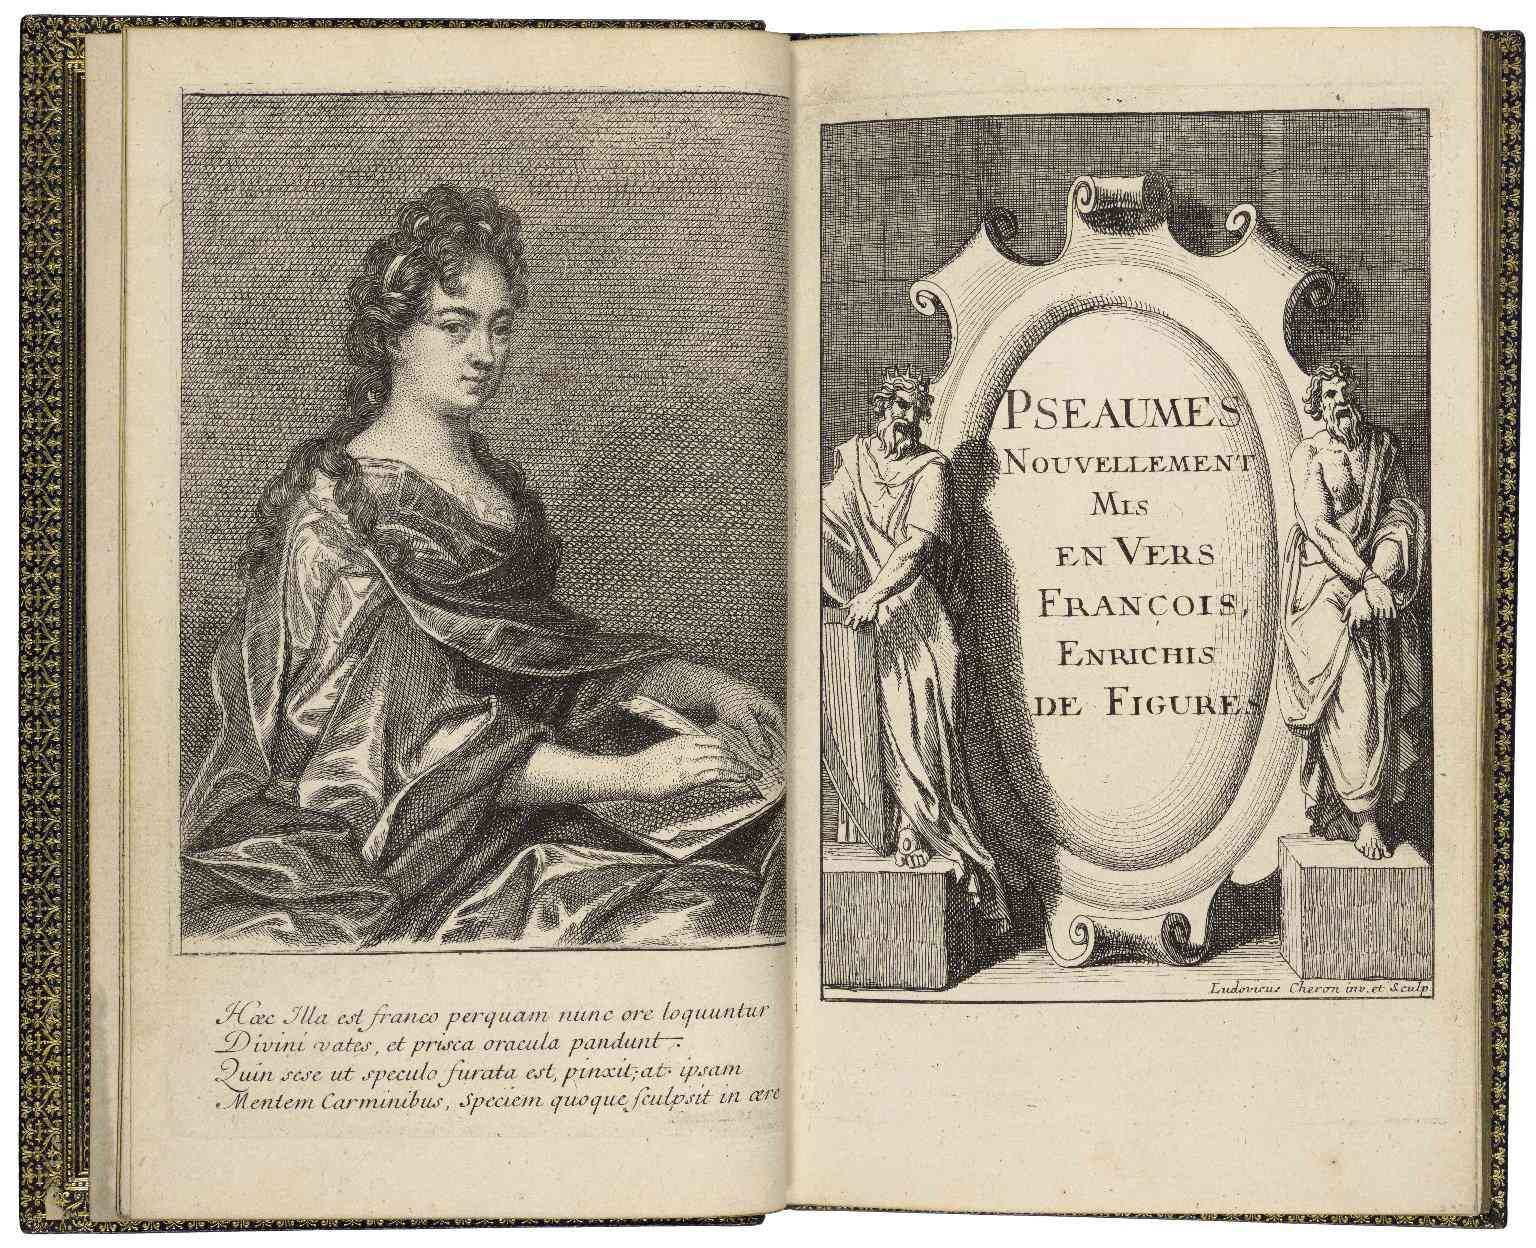 Hæc Illa est franco perquam nunc ore loquuntur
Divini vates, et prisca oracula pandunt.
Quin sese ut speculo furata est, pinxit; at ipsam
Mentem Carminibus, Speciem quoque sculpsit in ære
PSEAUMES
NOUVELLEMENT
MIS
EN VERS
FRANÇOIS,
ENRICHIS
DE FIGURES
Ludovicus Cheron inv. et Sculp.